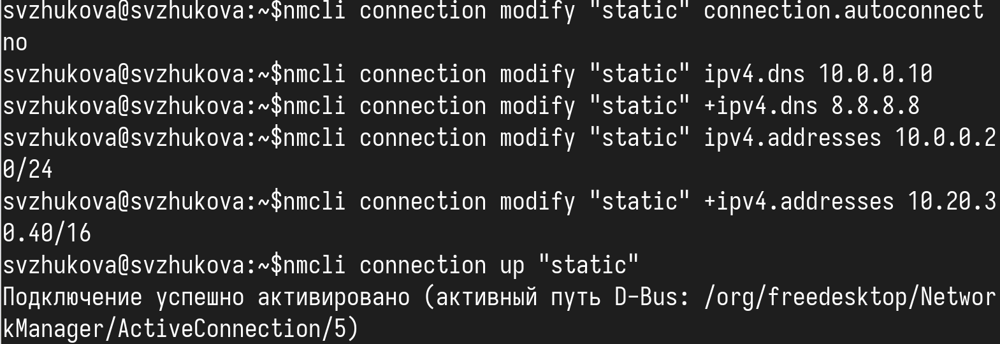 svzhukova@svzhukova:~$nmcli connection modify "static" connection.autoconnect
no
svzhukova@svzhukova:~$nmcli connection modify "static" ipv4.dns 10.0.0.10
svzhukova@svzhukova:~$nmcli connection modify "static" +ipv4.dns 8.8.8.8
svzhukova@svzhukova:~$nmcli connection modify "static" ipv4.addresses 10.0.0.2
0/24
svzhukova@svzhukova:~$nmcli connection modify "static" +ipv4.addresses 10.20.3
0.40/16
svzhukova@svzhukova:~$nmcli connection up "static"
Подключение успешно активировано (активный путь D-Bus: /org/freedesktop/Networ
kManager/ActiveConnection/5)